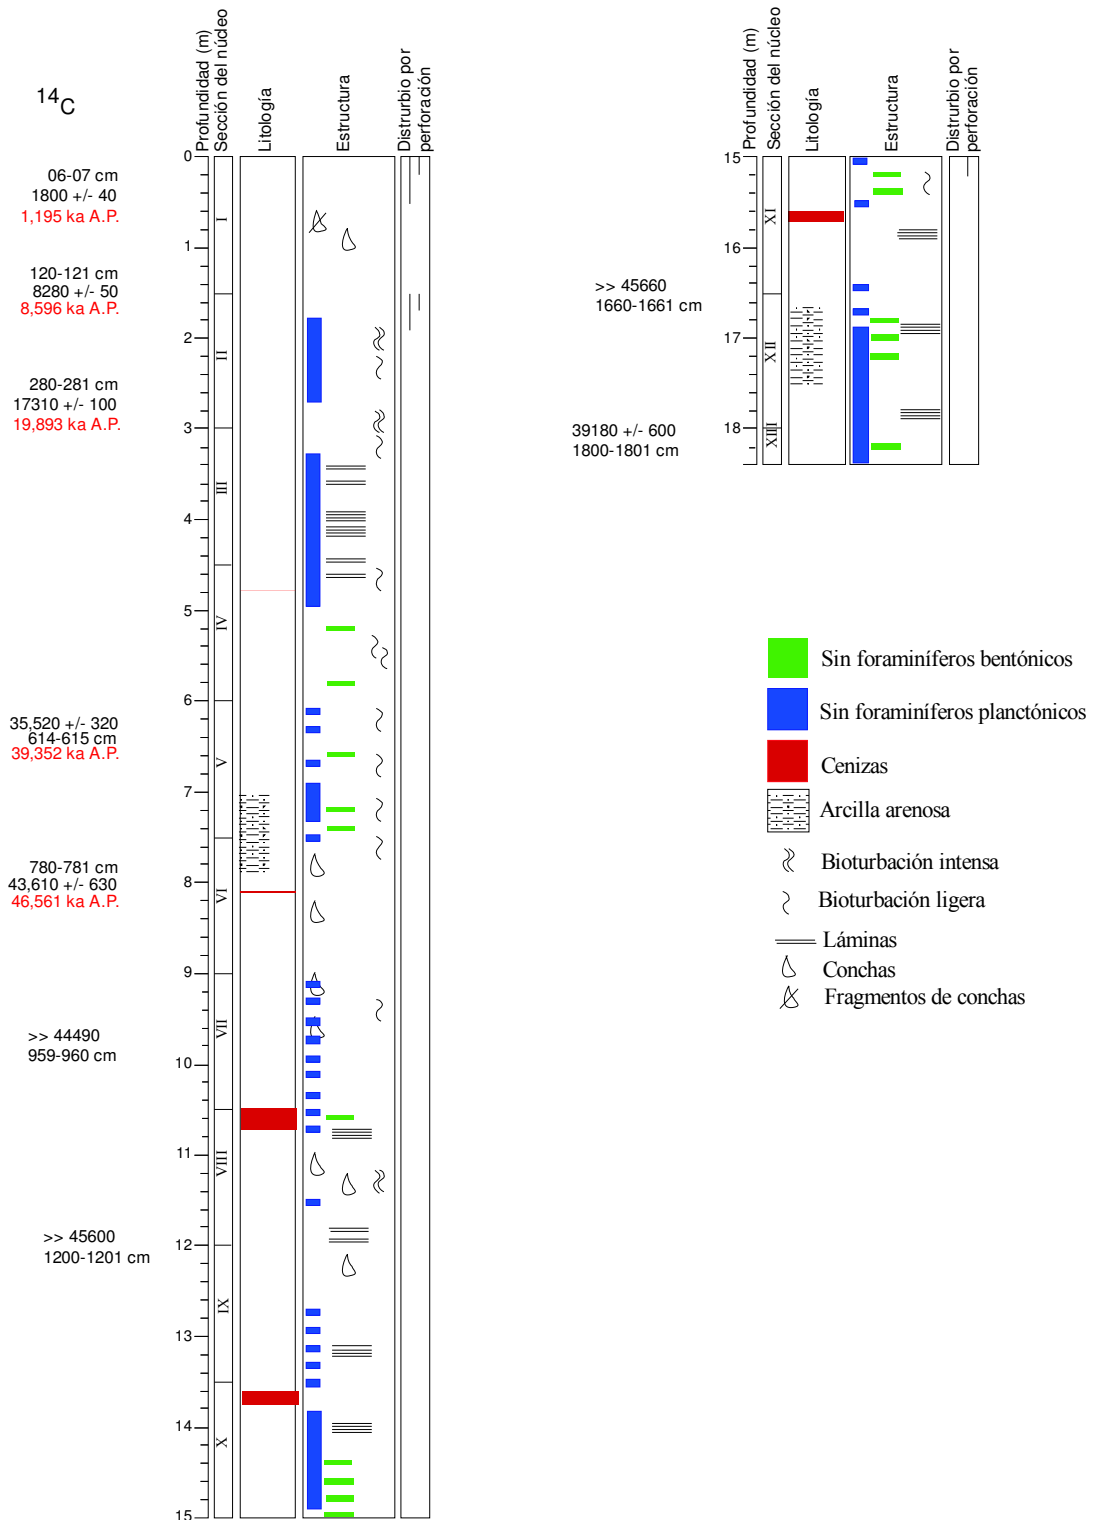 14C
Profundidad (m)
Sección del núcleo
Litología
Estructura
Distrurbio por
perforación
06-07 cm
1800 +/- 40
1,195 ka A.P.
120-121 cm
8280 +/- 50
8,596 ka A.P.
280-281 cm
17310 +/- 100
19,893 ka A.P.
35,520 +/- 320
614-615 cm
39,352 ka A.P.
780-781 cm
43,610 +/- 630
46,561 ka A.P.
>> 44490
959-960 cm
>> 45600
1200-1201 cm
0
1
2
3
4
5
6
7
8
9
10
11
12
13
14
15
I
II
III
IV
V
VI
VII
VIII
IX
X
Profundidad (m)
Sección del núcleo
Litología
Estructura
Distrurbio por
perforación
>> 45660
1660-1661 cm
39180 +/- 600
1800-1801 cm
15
16
17
18
XI
XII
XIII
Sin foraminíferos bentónicos
Sin foraminíferos planctónicos
Cenizas
Arcilla arenosa
Bioturbación intensa
Bioturbación ligera
Láminas
Conchas
Fragmentos de conchas